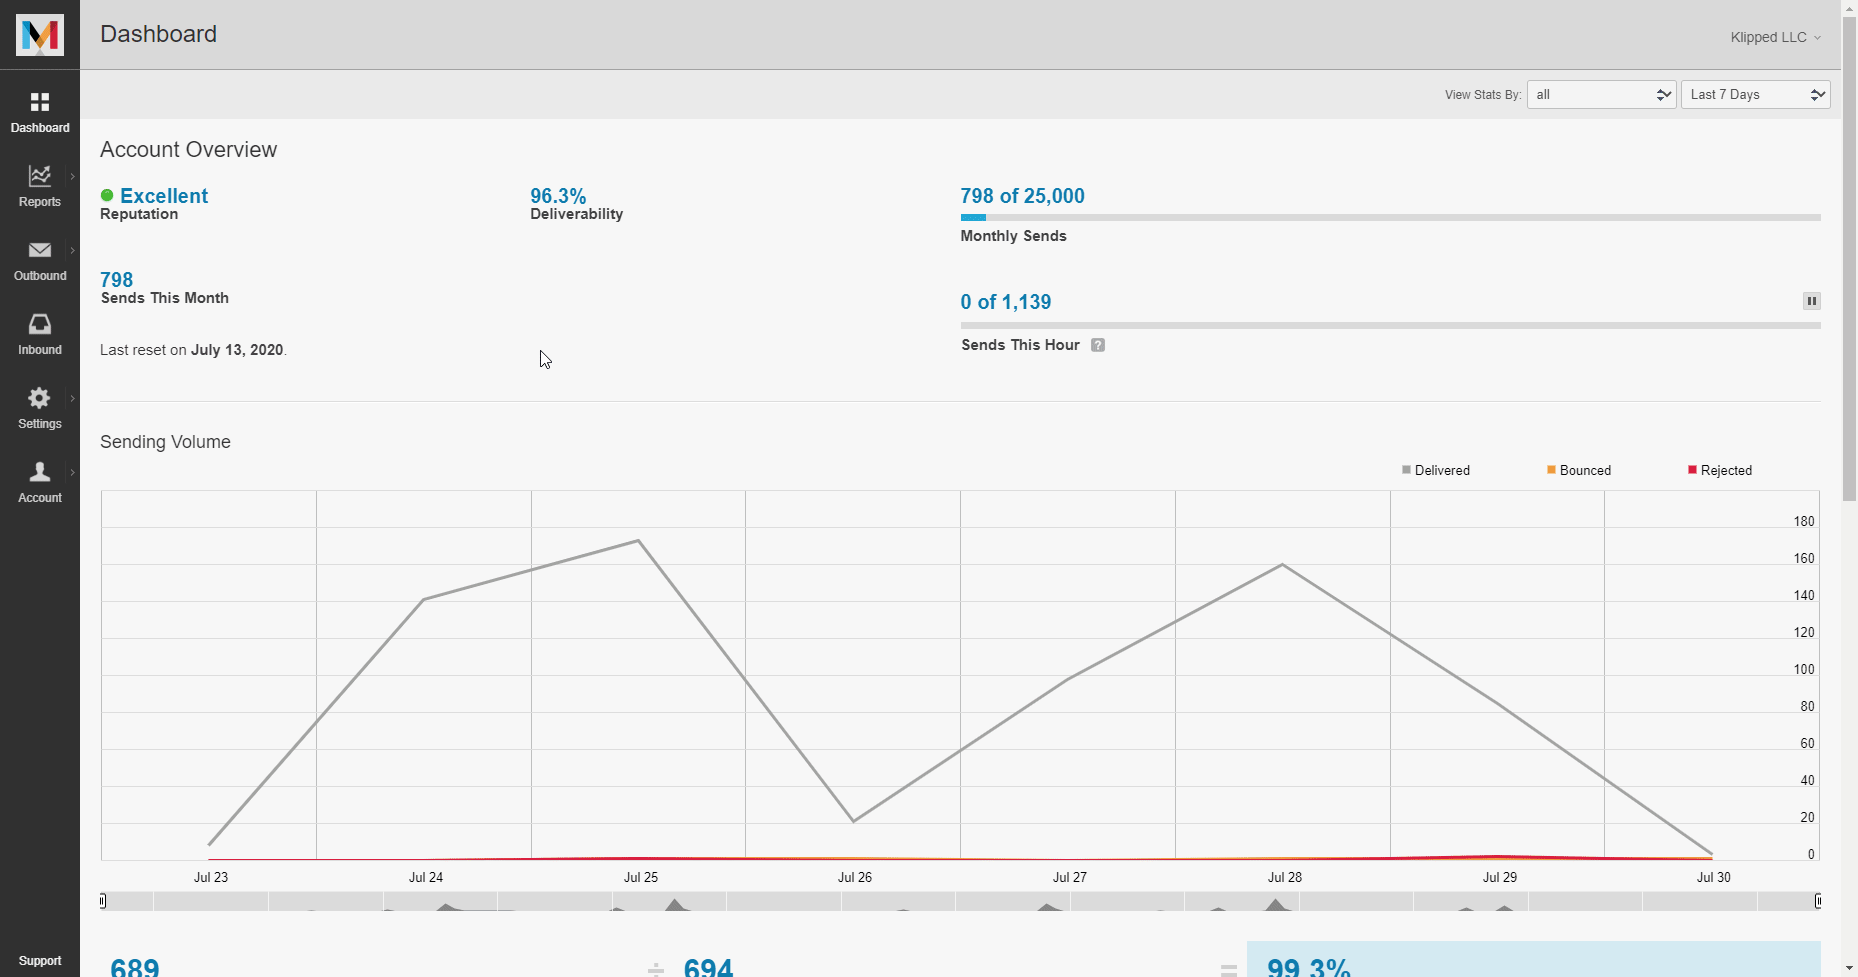 Dashboard
Klipped LLC
View Stats By: all Last 7 Days
Dashboard
Reports
Outbound
Inbound
Settings
Account
Support
Account Overview
Excellent
Reputation
96.3%
Deliverability
798 of 25,000
Monthly Sends
798
Sends This Month
Last reset on July 13, 2020.
0 of 1,139
Sends This Hour ?
Sending Volume
Delivered Bounced Rejected
180
160
140
120
100
80
60
40
20
0
Jul 23 Jul 24 Jul 25 Jul 26 Jul 27 Jul 28 Jul 29 Jul 30
689 ÷ 694 = 99.3%